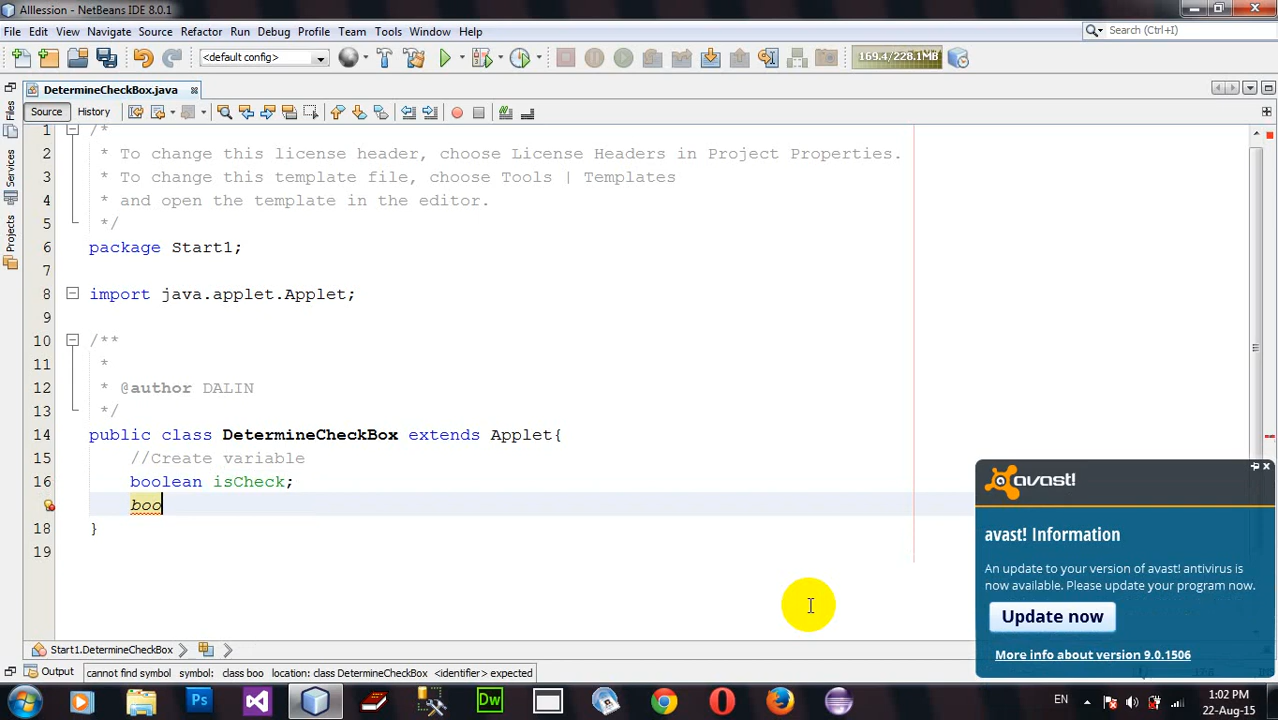 Alllession - NetBeans IDE 8.0.1
File Edit View Navigate Source Refactor Run Debug Profile Team Tools Window Help
Search (Ctrl+I)
<default config>
169.4/228.1MB
DetermineCheckBox.java
Source History
Files
Services
Projects
1 /*
2 * To change this license header, choose License Headers in Project Properties.
3 * To change this template file, choose Tools | Templates
4 * and open the template in the editor.
5 */
6 package Start1;
7
8 import java.applet.Applet;
9
10 /**
11 *
12 * @author DALIN
13 */
14 public class DetermineCheckBox extends Applet{
15 //Create variable
16 boolean isCheck;
boo
18 }
19
avast!
avast! Information
An update to your version of avast! antivirus is
now available. Please update your program now.
Update now
More info about version 9.0.1506
Start1.DetermineCheckBox
Output
cannot find symbol symbol: class boo location: class DetermineCheckBox <identifier> expected
Ps
Dw
EN
1:02 PM
22-Aug-15